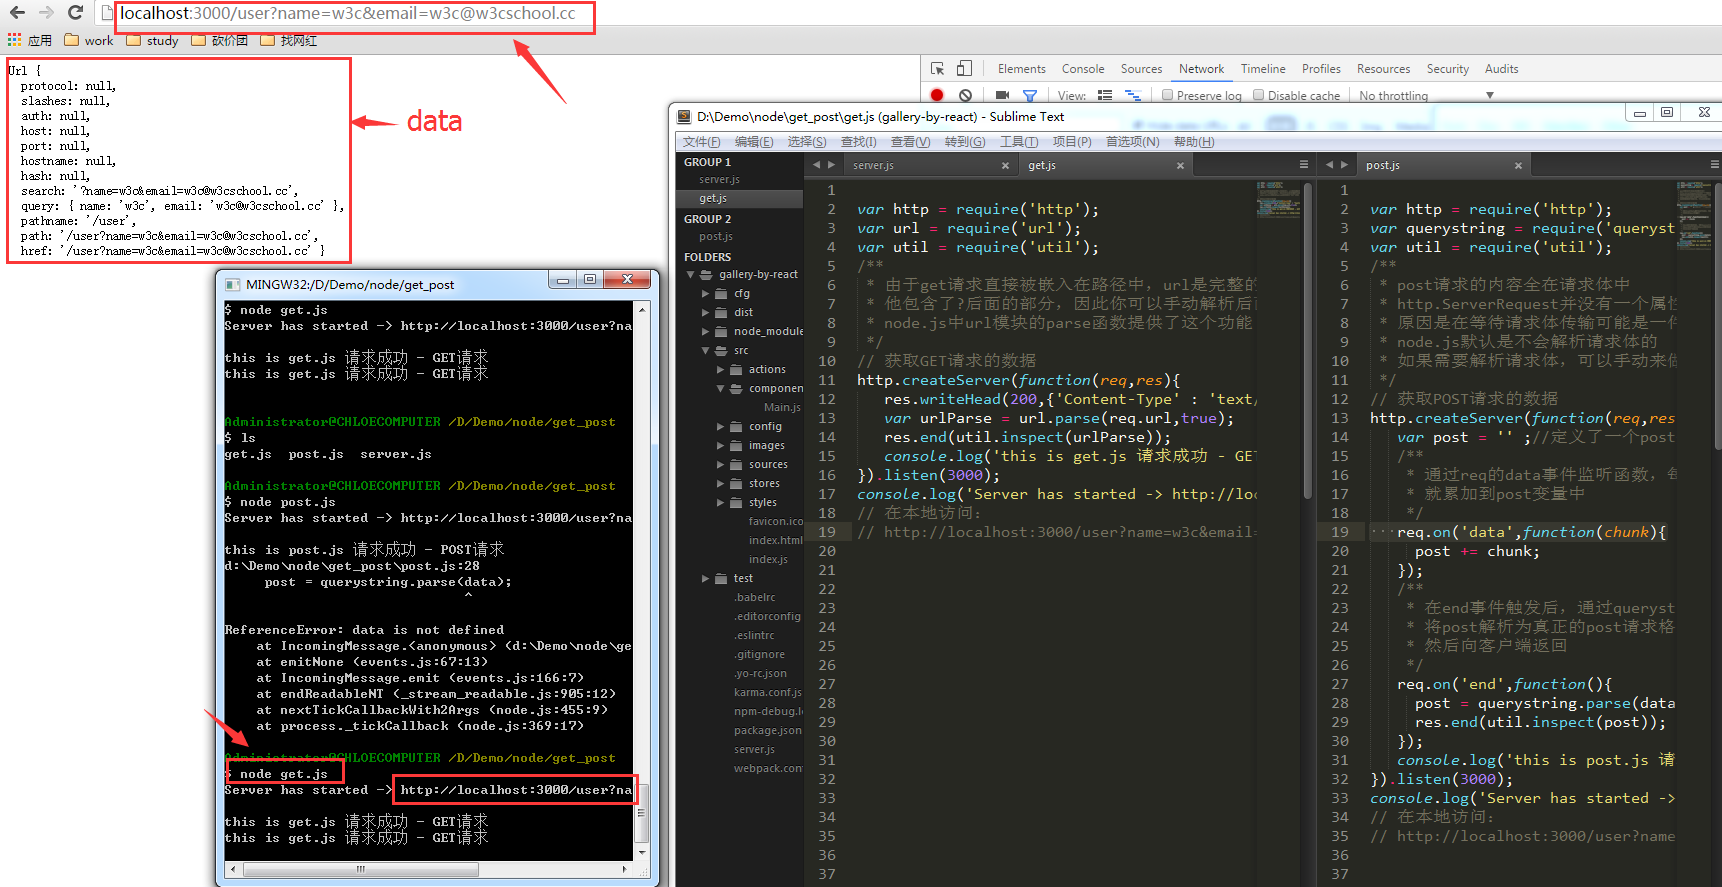 localhost:3000/user?name=w3c&email=w3c@w3cschool.cc
应用 work study 砍价团 找网红
Url {
protocol: null,
slashes: null,
auth: null,
host: null,
port: null,
hostname: null,
hash: null,
search: '?name=w3c&email=w3c@w3cschool.cc',
query: { name: 'w3c', email: 'w3c@w3cschool.cc' },
pathname: '/user',
path: '/user?name=w3c&email=w3c@w3cschool.cc',
href: '/user?name=w3c&email=w3c@w3cschool.cc' }
data
Elements Console Sources Network Timeline Profiles Resources Security Audits
View: Preserve log Disable cache No throttling
MINGW32:/D/Demo/node/get_post
$ node get.js
Server has started -> http://localhost:3000/user?na
this is get.js 请求成功 - GET请求
this is get.js 请求成功 - GET请求
Administrator@CHLOECOMPUTER /D/Demo/node/get_post
$ ls
get.js post.js server.js
Administrator@CHLOECOMPUTER /D/Demo/node/get_post
$ node post.js
Server has started -> http://localhost:3000/user?na
this is post.js 请求成功 - POST请求
d:\Demo\node\get_post\post.js:28
post = querystring.parse(data);
^
ReferenceError: data is not defined
at IncomingMessage.<anonymous> (d:\Demo\node\ge
at emitNone (events.js:67:13)
at IncomingMessage.emit (events.js:166:7)
at endReadableNT (_stream_readable.js:905:12)
at nextTickCallbackWith2Args (node.js:455:9)
at process._tickCallback (node.js:369:17)
Administrator@CHLOECOMPUTER /D/Demo/node/get_post
$ node get.js
Server has started -> http://localhost:3000/user?na
this is get.js 请求成功 - GET请求
this is get.js 请求成功 - GET请求
D:\Demo\node\get_post\get.js (gallery-by-react) - Sublime Text
文件(F) 编辑(E) 选择(S) 查找(I) 查看(V) 转到(G) 工具(T) 项目(P) 首选项(N) 帮助(H)
GROUP 1
server.js
get.js
GROUP 2
post.js
FOLDERS
gallery-by-react
cfg
dist
node_module
src
actions
componen
Main.js
config
images
sources
stores
styles
favicon.ico
index.html
index.js
test
.babelrc
.editorconfig
.eslintrc
.gitignore
.yo-rc.json
karma.conf.js
npm-debug.l
package.json
server.js
webpack.con
server.js get.js
1
2 var http = require('http');
3 var url = require('url');
4 var util = require('util');
5 /**
6 * 由于get请求直接被嵌入在路径中，url是完整的
7 * 他包含了?后面的部分，因此你可以手动解析后
8 * node.js中url模块的parse函数提供了这个功能
9 */
10 // 获取GET请求的数据
11 http.createServer(function(req,res){
12 res.writeHead(200,{'Content-Type' : 'text/
13 var urlParse = url.parse(req.url,true);
14 res.end(util.inspect(urlParse));
15 console.log('this is get.js 请求成功 - GE
16 }).listen(3000);
17 console.log('Server has started -> http://loc
18 // 在本地访问：
19 // http://localhost:3000/user?name=w3c&email=
20
21
22
23
24
25
26
27
28
29
30
31
32
33
34
35
36
37
post.js
1
2 var http = require('http');
3 var querystring = require('queryst
4 var util = require('util');
5 /**
6 * post请求的内容全在请求体中
7 * http.ServerRequest并没有一个属性
8 * 原因是在等待请求体传输可能是一件
9 * node.js默认是不会解析请求体的
10 * 如果需要解析请求体，可以手动来做
11 */
12 // 获取POST请求的数据
13 http.createServer(function(req,res
14 var post = '' ;//定义了一个post
15 /**
16 * 通过req的data事件监听函数，每
17 * 就累加到post变量中
18 */
19 req.on('data',function(chunk){
20 post += chunk;
21 });
22 /**
23 * 在end事件触发后，通过queryst
24 * 将post解析为真正的post请求格
25 * 然后向客户端返回
26 */
27 req.on('end',function(){
28 post = querystring.parse(data
29 res.end(util.inspect(post));
30 });
31 console.log('this is post.js 请
32 }).listen(3000);
33 console.log('Server has started ->
34 // 在本地访问：
35 // http://localhost:3000/user?name
36
37